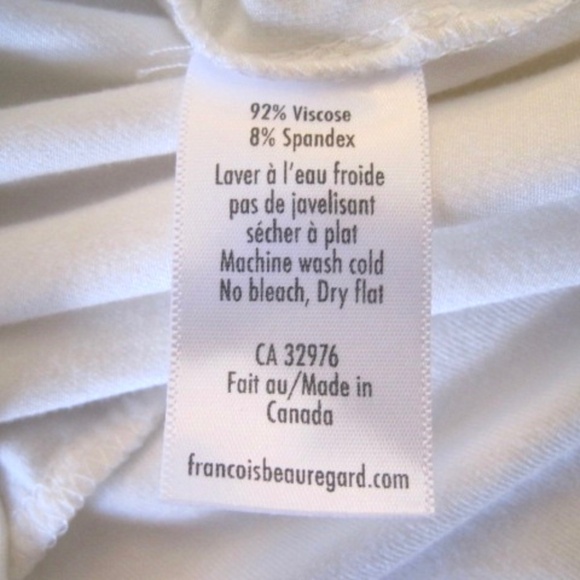 92% Viscose
8% Spandex
Laver à l'eau froide
pas de javelisant
sécher à plat
Machine wash cold
No bleach, Dry flat
CA 32976
Fait au/Made in
Canada
francoisbeauregard.com